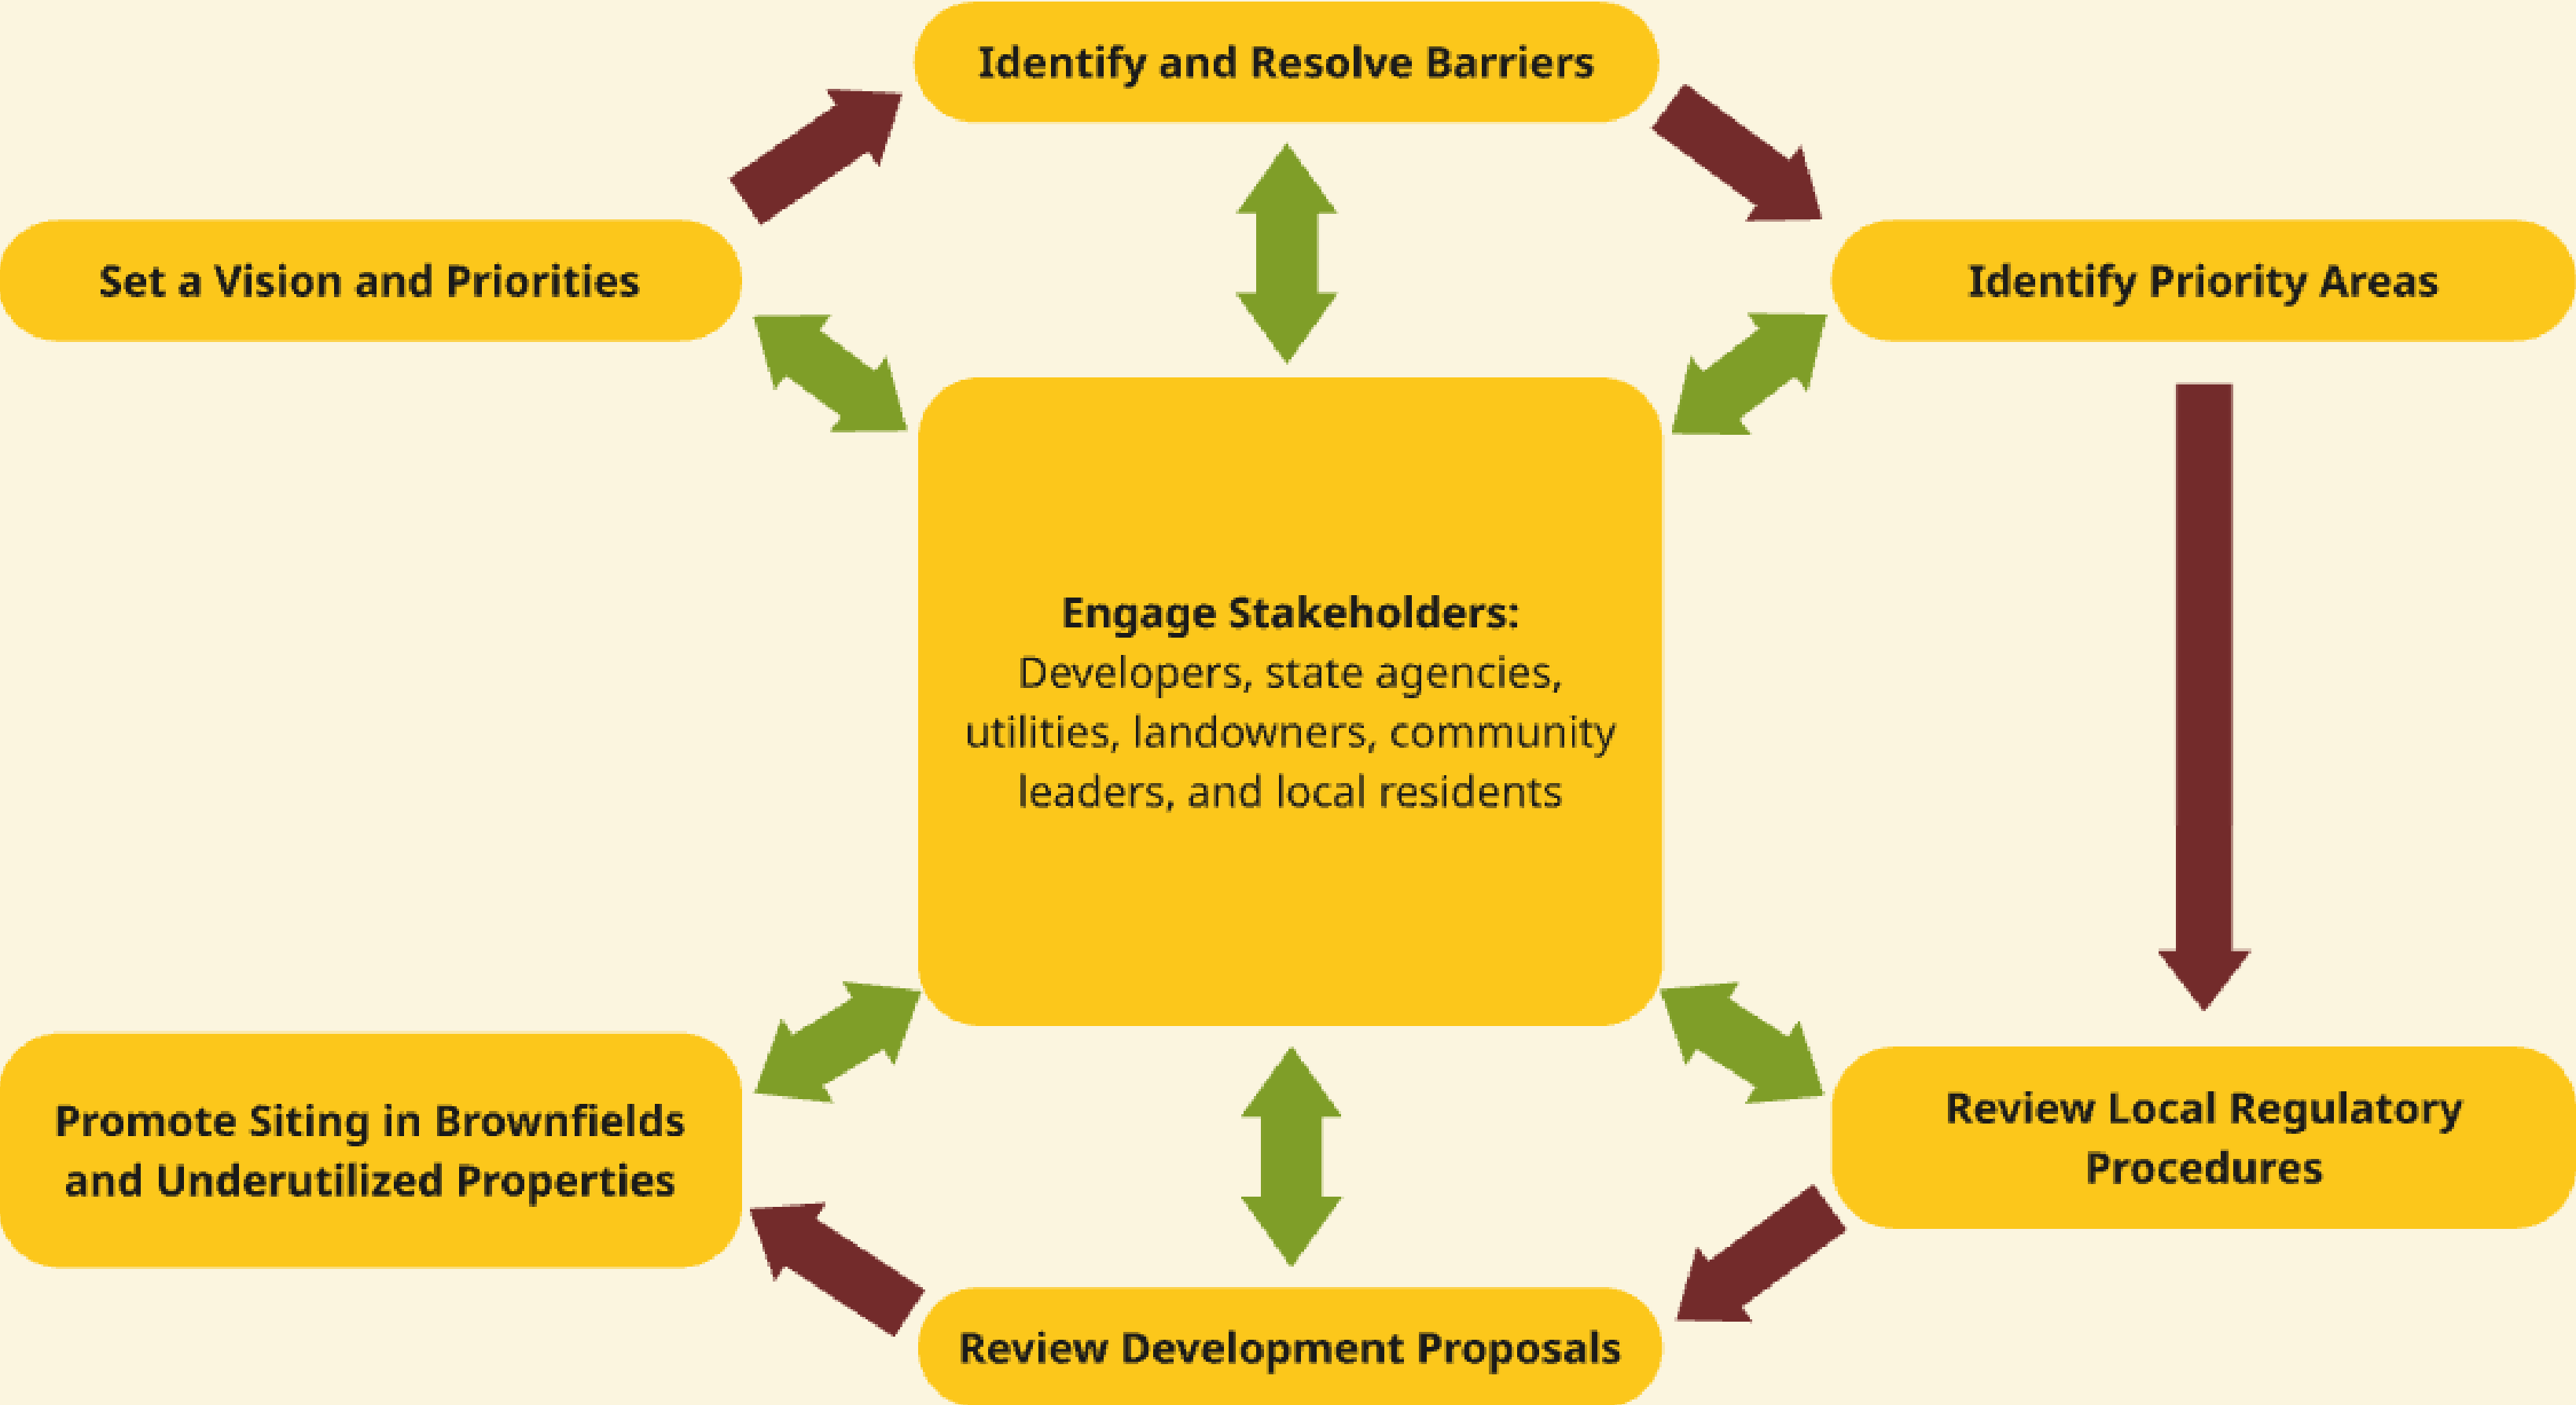 Identify and Resolve Barriers
Set a Vision and Priorities
Identify Priority Areas
Engage Stakeholders:
Developers, state agencies,
utilities, landowners, community
leaders, and local residents
Promote Siting in Brownfields
and Underutilized Properties
Review Local Regulatory
Procedures
Review Development Proposals